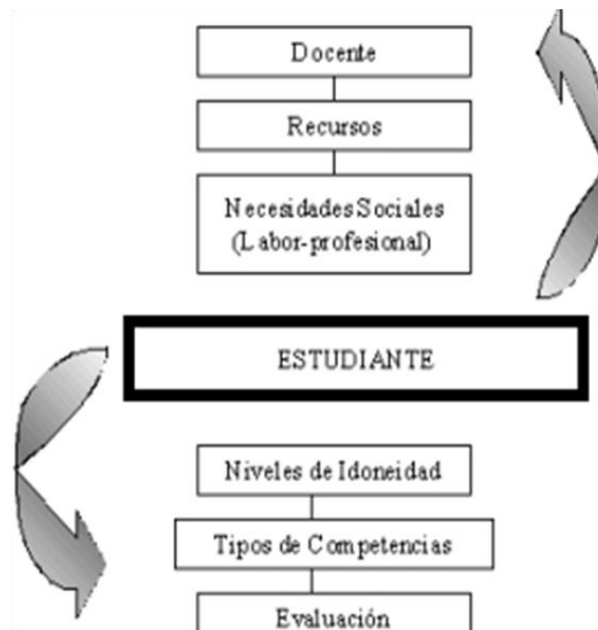 Docente
Recursos
Necesidades Sociales
(Labor-profesional)
ESTUDIANTE
Niveles de Idoneidad
Tipos de Competencias
Evaluación